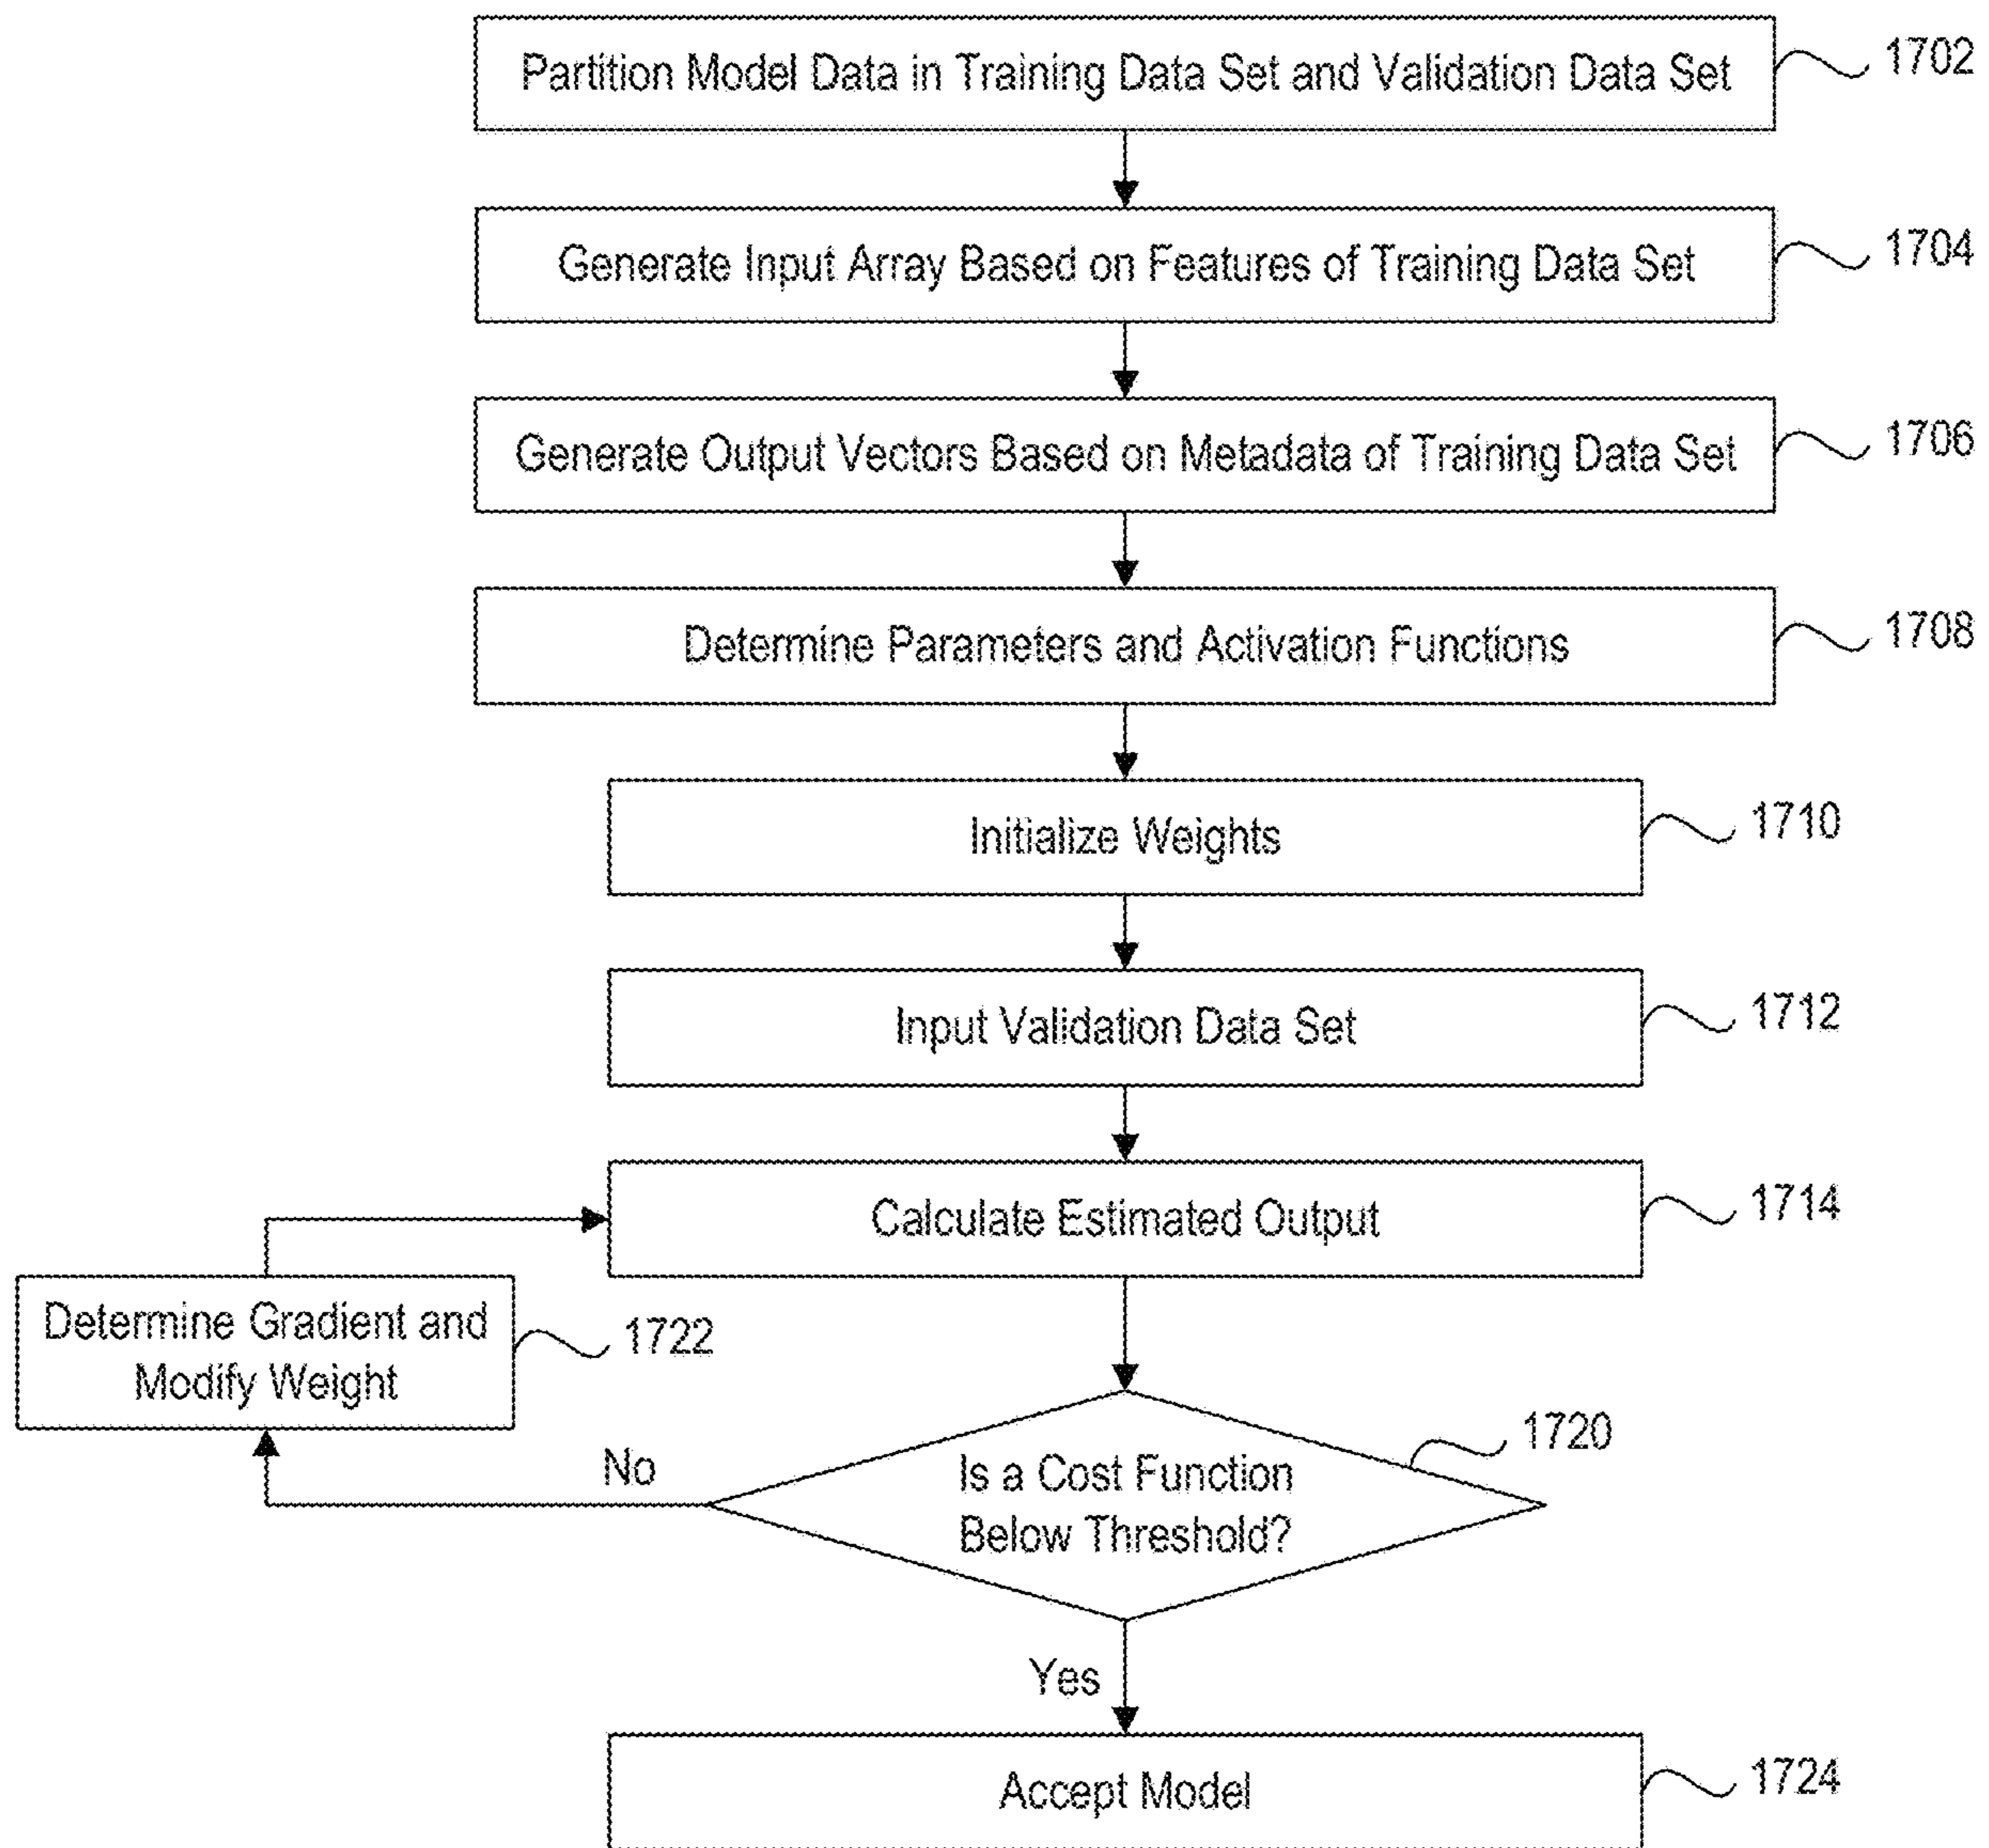 Partition Model Data in Training Data Set and Validation Data Set
1702
Generate Input Array Based on Features of Training Data Set
1704
Generate Output Vectors Based on Metadata of Training Data Set
1706
Determine Parameters and Activation Functions
1708
Initialize Weights
1710
Input Validation Data Set
1712
Calculate Estimated Output
1714
Determine Gradient and
Modify Weight
1722
No
Is a Cost Function
Below Threshold?
1720
Yes
Accept Model
1724